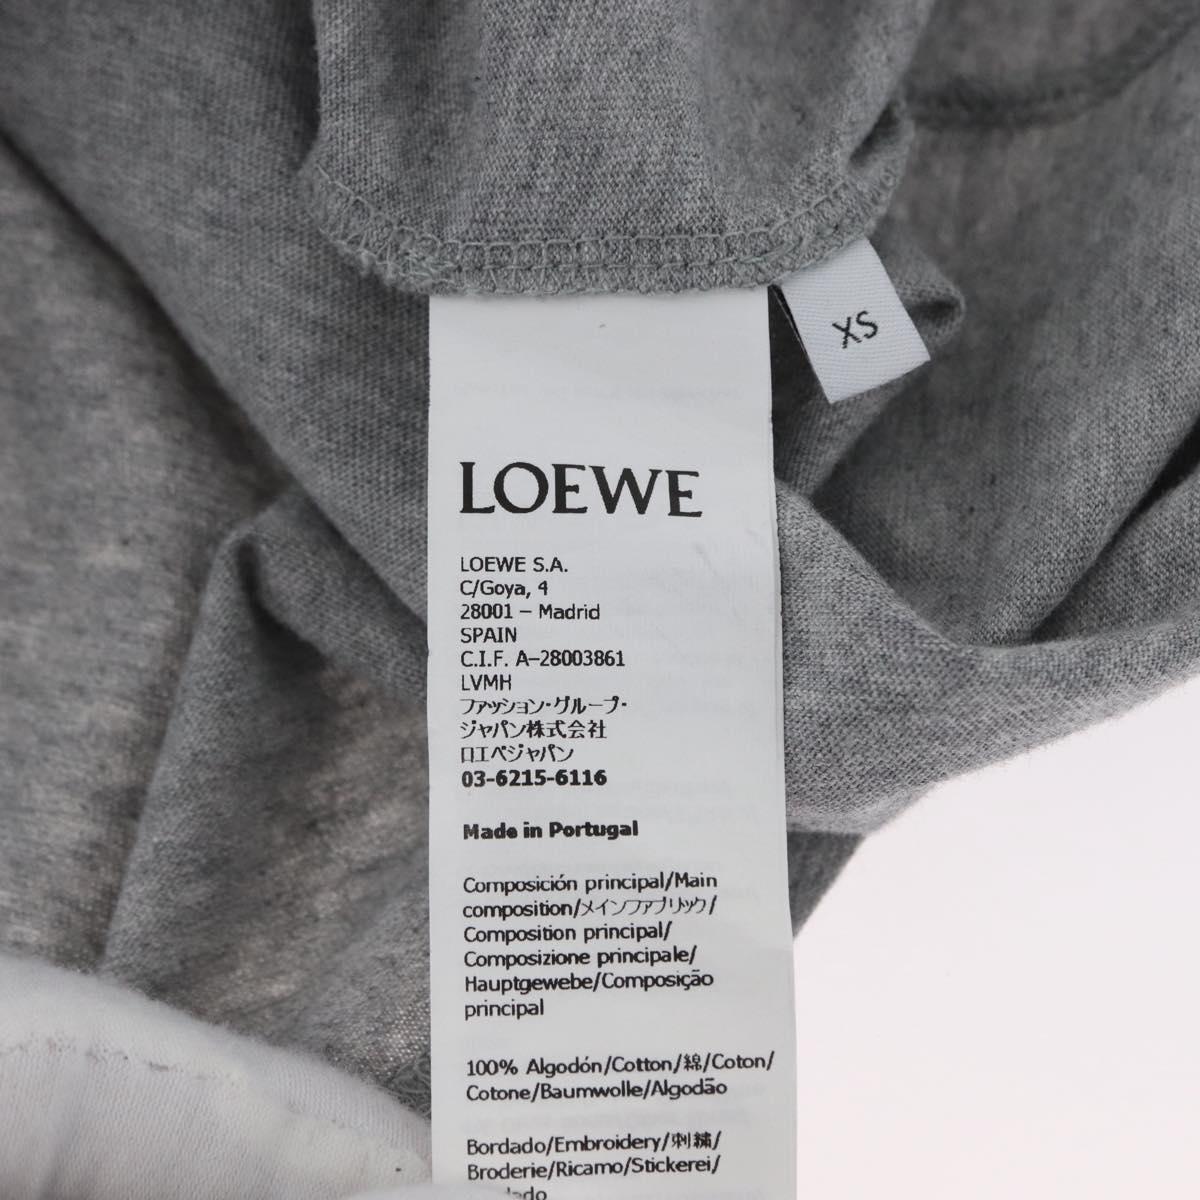 XS
LOEWE
LOEWE S.A.
C/Goya, 4
28001 – Madrid
SPAIN
C.I.F. A–28003861
LVMH
ファッション・グループ・
ジャパン株式会社
ロエベジャパン
03-6215-6116
Made in Portugal
Composición principal/Main
composition/メインファブリック/
Composition principal/
Composizione principale/
Hauptgewebe/Composição
principal
100% Algodón/Cotton/綿/Coton/
Cotone/Baumwolle/Algodão
Bordado/Embroidery/刺繍/
Broderie/Ricamo/Stickerei/